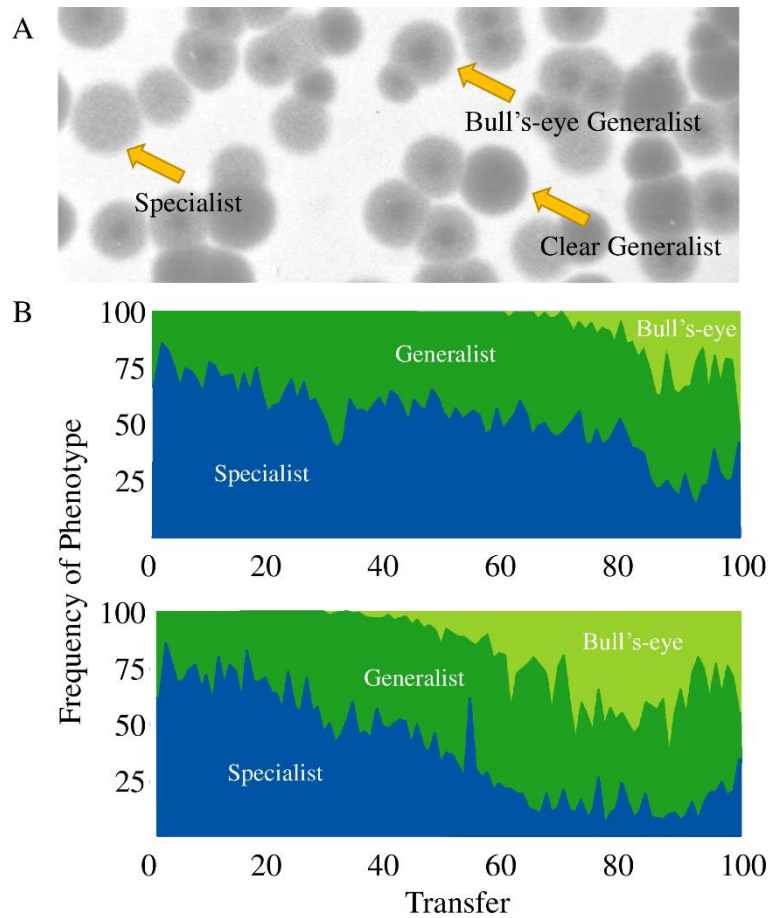 A
Bull's-eye Generalist
Specialist
Clear Generalist
B
Frequency of Phenotype
100
75
50
25
Bull's-eye
Generalist
Specialist
0 20 40 60 80 100
100
75
50
25
Bull's-eye
Generalist
Specialist
0 20 40 60 80 100
Transfer